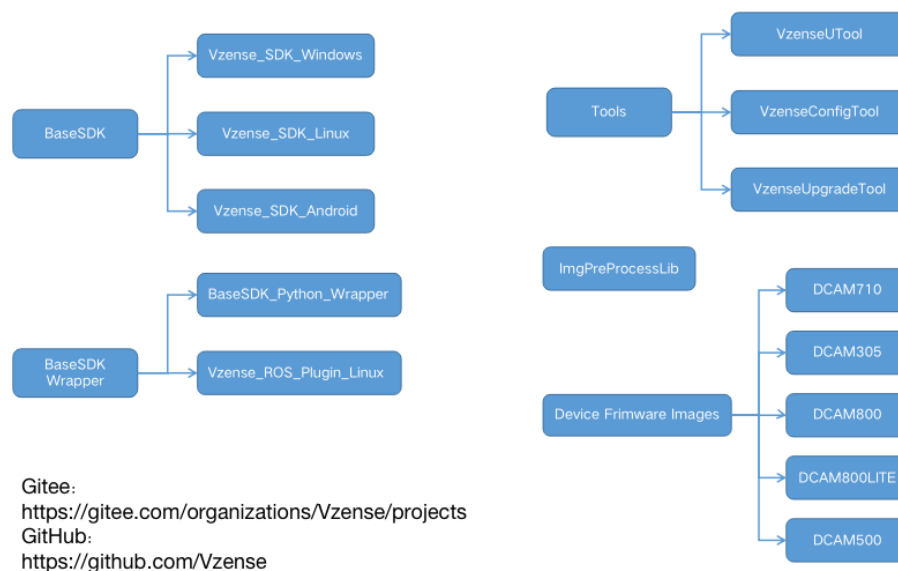 BaseSDK
Vzense_SDK_Windows
Vzense_SDK_Linux
Vzense_SDK_Android
BaseSDK
Wrapper
BaseSDK_Python_Wrapper
Vzense_ROS_Plugin_Linux
Gitee:
https://gitee.com/organizations/Vzense/projects
GitHub:
https://github.com/Vzense
Tools
VzenseUTool
VzenseConfigTool
VzenseUpgradeTool
ImgPreProcessLib
Device Frimware Images
DCAM710
DCAM305
DCAM800
DCAM800LITE
DCAM500